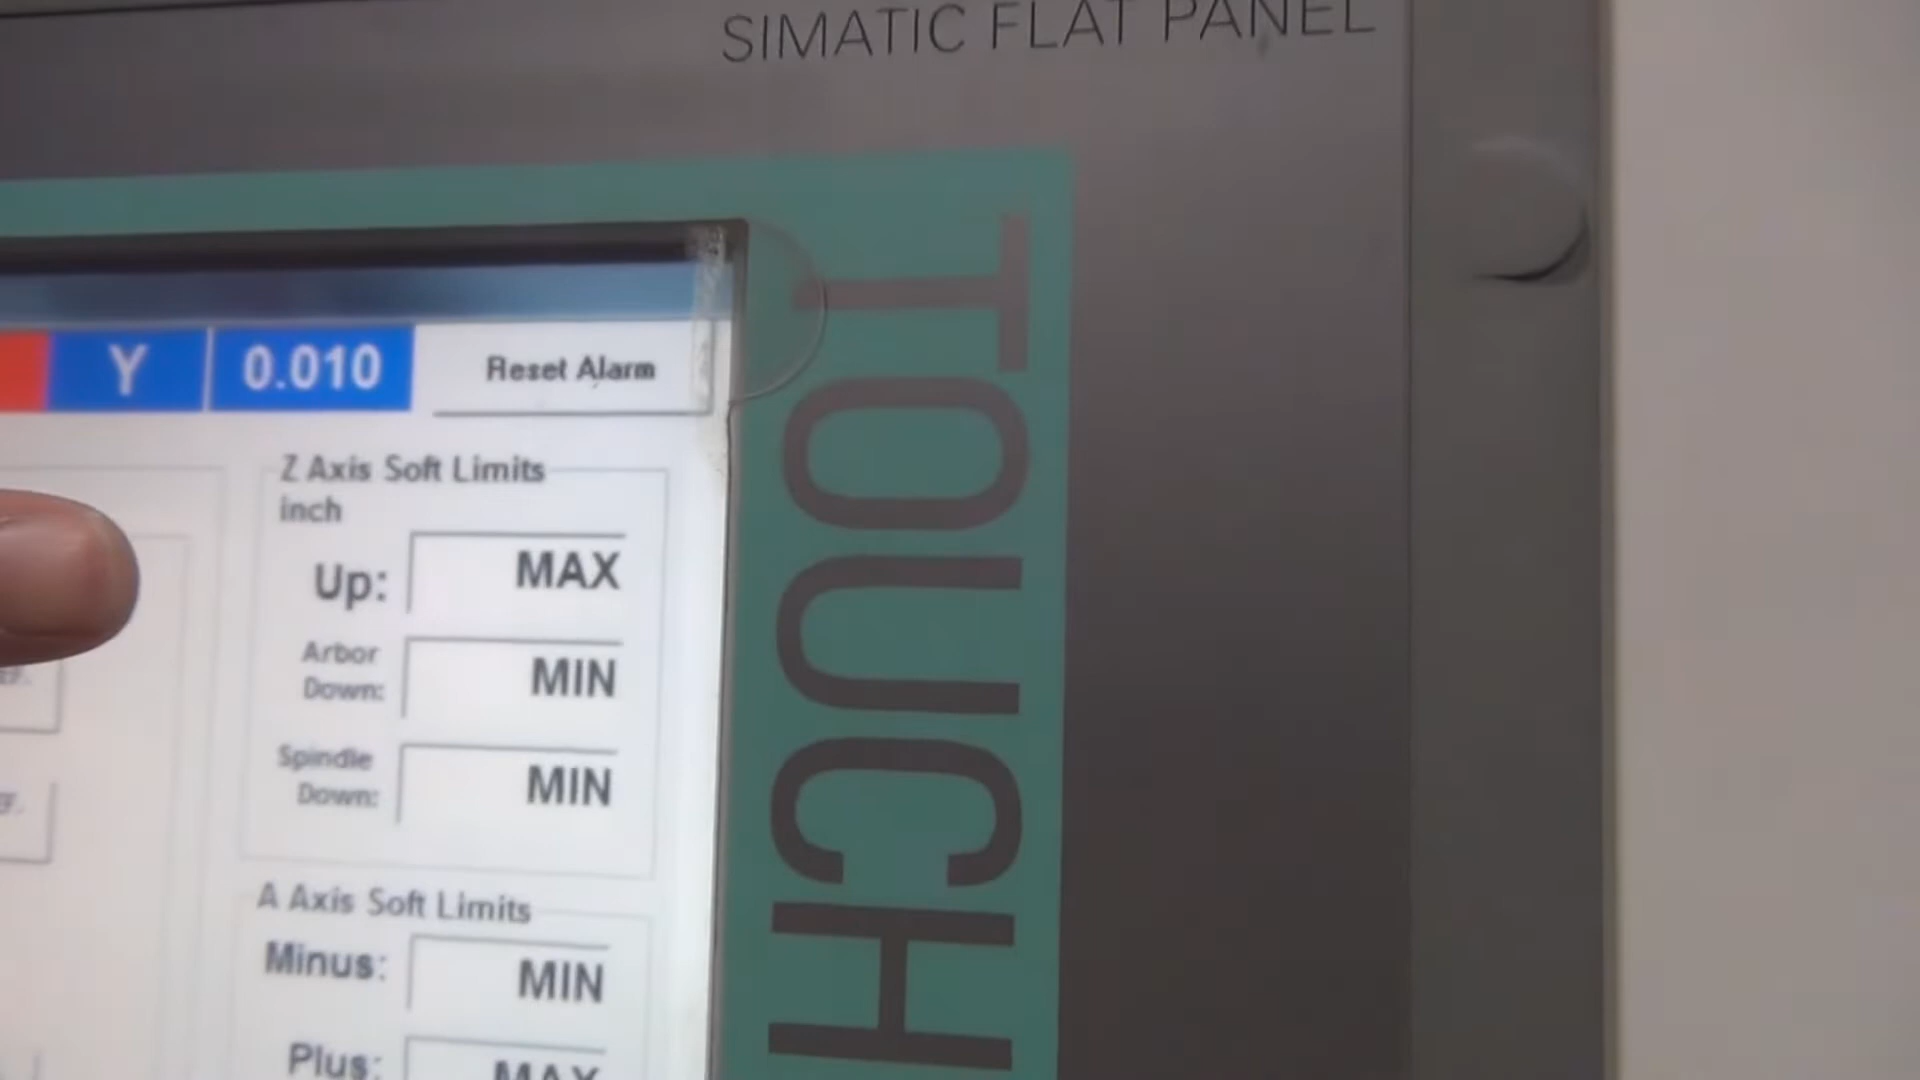 SIMATIC FLAT PANEL
TOUCH
Y 0.010 Reset Alarm
Z Axis Soft Limits
inch
Up: MAX
Arbor
Down: MIN
Spindle
Down: MIN
A Axis Soft Limits
Minus: MIN
Plus: MAX